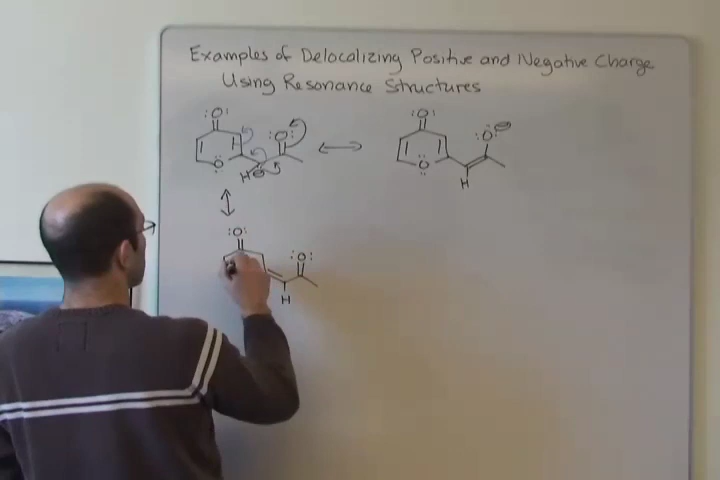 Examples of Delocalizing Positive and Negative Charge
Using Resonance Structures
:O:
:O:
H
:O:
O
H
:O:
:O:
O
H
:O:
:O:
H